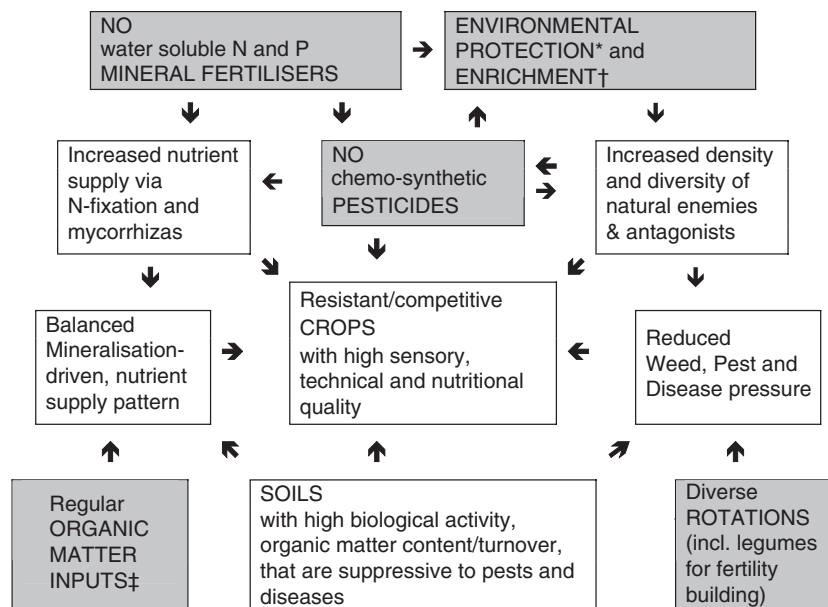 NO
water soluble N and P
MINERAL FERTILISERS
ENVIRONMENTAL
PROTECTION* and
ENRICHMENT†
Increased nutrient
supply via
N-fixation and
mycorrhizas
NO
chemo-synthetic
PESTICIDES
Increased density
and diversity of
natural enemies
& antagonists
Balanced
Mineralisation-
driven, nutrient
supply pattern
Resistant/competitive
CROPS
with high sensory,
technical and nutritional
quality
Reduced
Weed, Pest and
Disease pressure
Regular
ORGANIC
MATTER
INPUTS‡
SOILS
with high biological activity,
organic matter content/turnover,
that are suppressive to pests and
diseases
Diverse
ROTATIONS
(incl. legumes
for fertility
building)